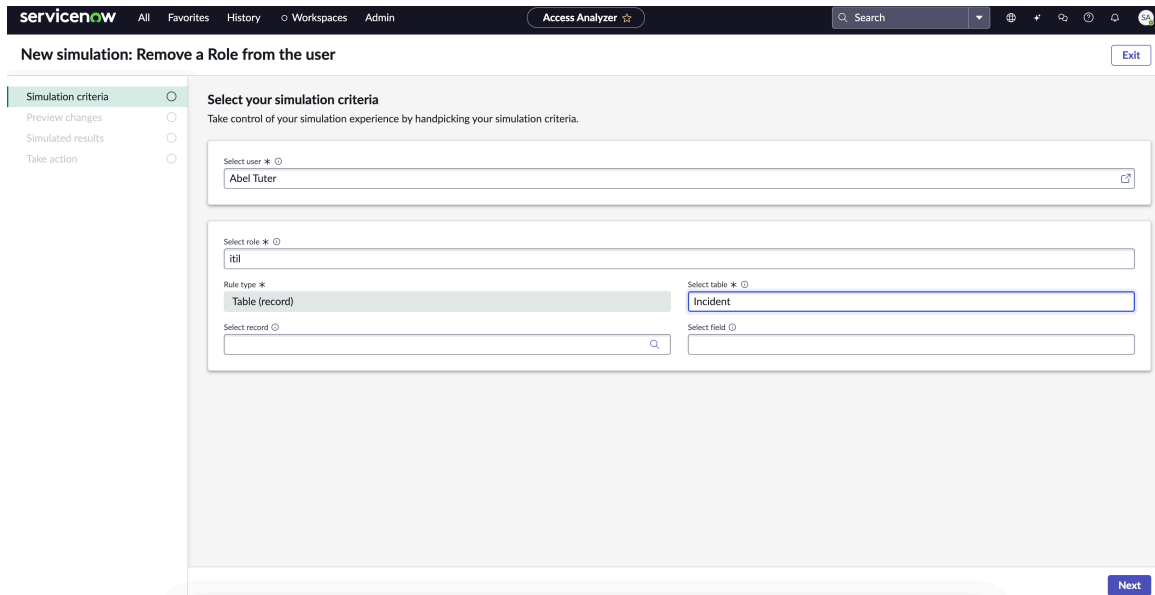 servicenow All Favorites History Workspaces Admin Access Analyzer Search SA
New simulation: Remove a Role from the user Exit
Simulation criteria
Preview changes
Simulated results
Take action
Select your simulation criteria
Take control of your simulation experience by handpicking your simulation criteria.
Select user *
Abel Tuter
Select role *
itil
Rule type * Select table *
Table (record) Incident
Select record Select field
Next